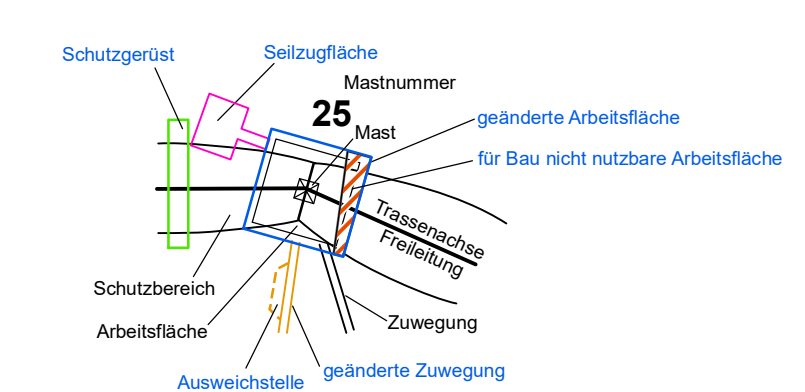 Schutzgerüst
Seilzugfläche
Mastnummer
25
Mast
geänderte Arbeitsfläche
für Bau nicht nutzbare Arbeitsfläche
Trassenachse
Freileitung
Schutzbereich
Arbeitsfläche
Zuwegung
Ausweichstelle
geänderte Zuwegung